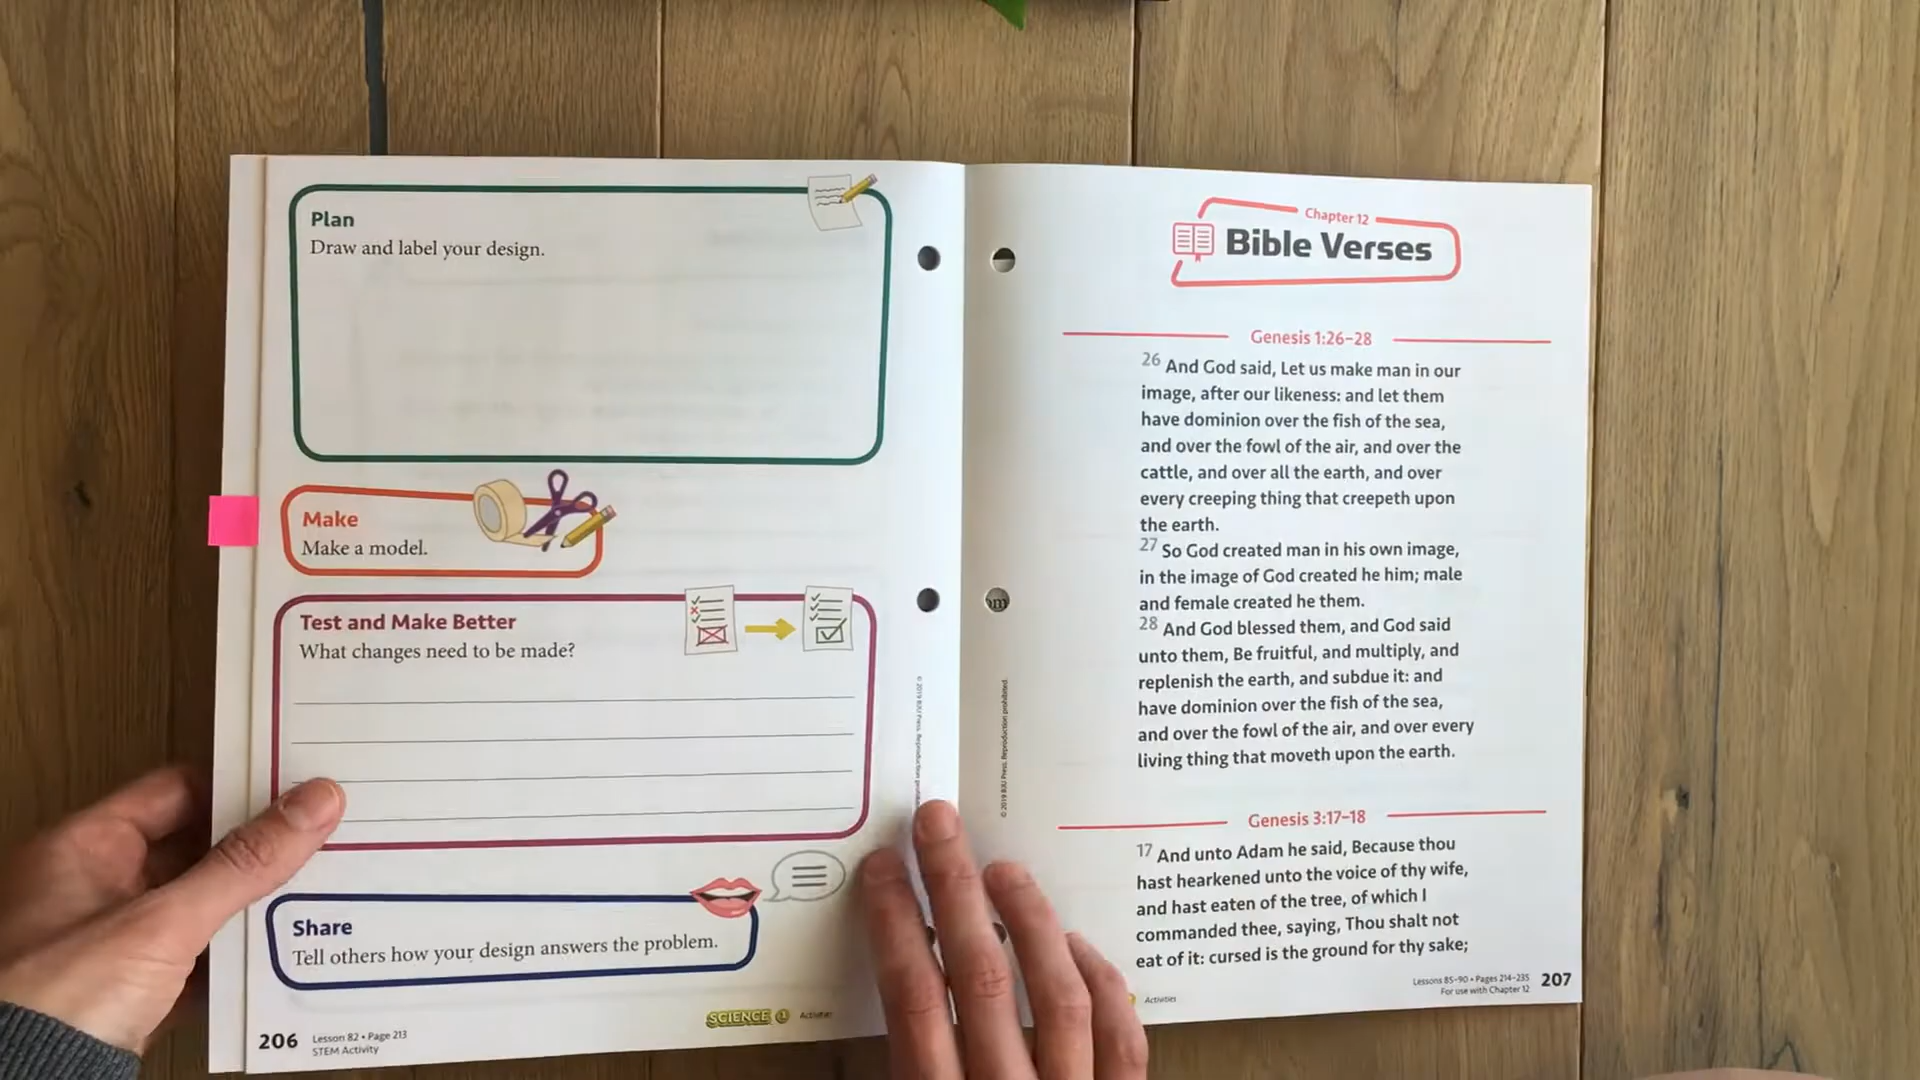 Plan
Draw and label your design.
Make
Make a model.
Test and Make Better
What changes need to be made?
Share
Tell others how your design answers the problem.
SCIENCE 1 Activities
206 Lesson 82 • Page 213
STEM Activity
© 2019 BJU Press. Reproduction
Chapter 12
Bible Verses
Genesis 1:26–28
26 And God said, Let us make man in our
image, after our likeness: and let them
have dominion over the fish of the sea,
and over the fowl of the air, and over the
cattle, and over all the earth, and over
every creeping thing that creepeth upon
the earth.
27 So God created man in his own image,
in the image of God created he him; male
and female created he them.
28 And God blessed them, and God said
unto them, Be fruitful, and multiply, and
replenish the earth, and subdue it: and
have dominion over the fish of the sea,
and over the fowl of the air, and over every
living thing that moveth upon the earth.
Genesis 3:17–18
17 And unto Adam he said, Because thou
hast hearkened unto the voice of thy wife,
and hast eaten of the tree, of which I
commanded thee, saying, Thou shalt not
eat of it: cursed is the ground for thy sake;
© 2019 BJU Press. Reproduction prohibited.
Activities
Lessons 85–90 • Pages 214–235
For use with Chapter 12
207